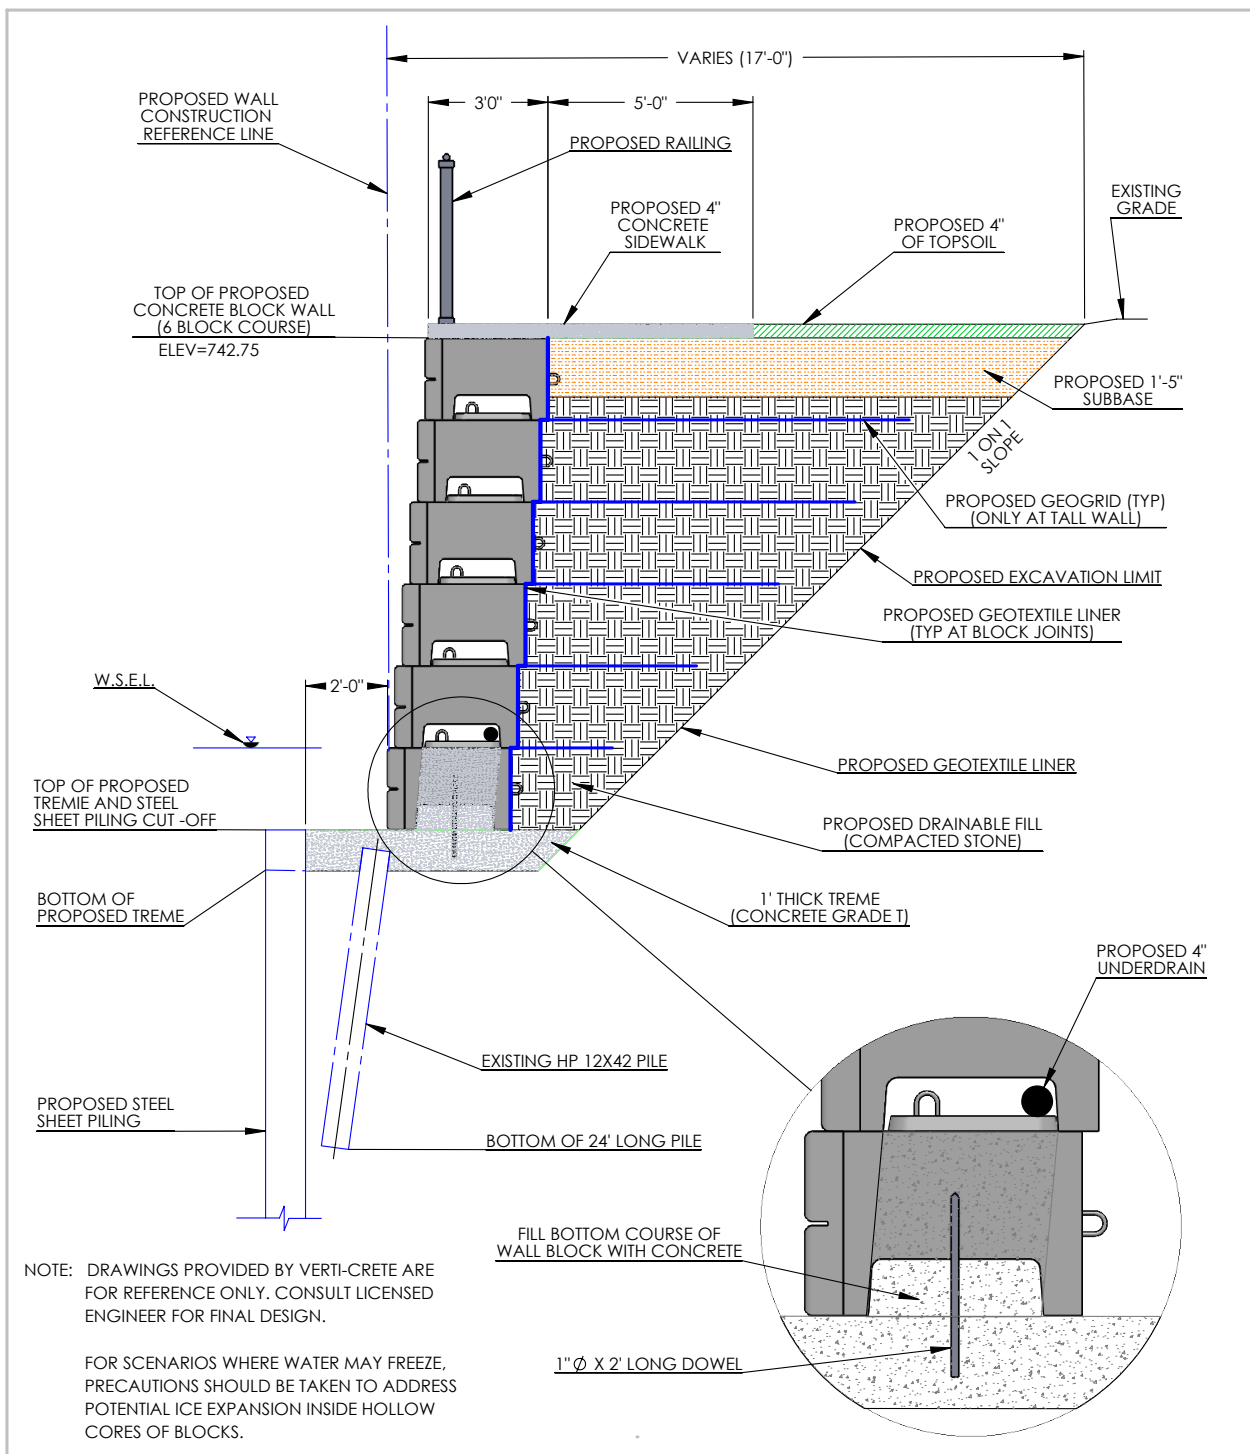 VARIES (17'-0")
3'0"
5'-0"
PROPOSED WALL
CONSTRUCTION
REFERENCE LINE
PROPOSED RAILING
EXISTING
GRADE
PROPOSED 4"
CONCRETE
SIDEWALK
PROPOSED 4"
OF TOPSOIL
TOP OF PROPOSED
CONCRETE BLOCK WALL
(6 BLOCK COURSE)
ELEV=742.75
PROPOSED 1'-5"
SUBBASE
1 ON 1
SLOPE
PROPOSED GEOGRID (TYP)
(ONLY AT TALL WALL)
PROPOSED EXCAVATION LIMIT
PROPOSED GEOTEXTILE LINER
(TYP AT BLOCK JOINTS)
W.S.E.L.
2'-0"
PROPOSED GEOTEXTILE LINER
TOP OF PROPOSED
TREMIE AND STEEL
SHEET PILING CUT -OFF
PROPOSED DRAINABLE FILL
(COMPACTED STONE)
BOTTOM OF
PROPOSED TREME
1' THICK TREME
(CONCRETE GRADE T)
PROPOSED 4"
UNDERDRAIN
EXISTING HP 12X42 PILE
PROPOSED STEEL
SHEET PILING
BOTTOM OF 24' LONG PILE
FILL BOTTOM COURSE OF
WALL BLOCK WITH CONCRETE
1"Ø X 2' LONG DOWEL
NOTE: DRAWINGS PROVIDED BY VERTI-CRETE ARE
FOR REFERENCE ONLY. CONSULT LICENSED
ENGINEER FOR FINAL DESIGN.
FOR SCENARIOS WHERE WATER MAY FREEZE,
PRECAUTIONS SHOULD BE TAKEN TO ADDRESS
POTENTIAL ICE EXPANSION INSIDE HOLLOW
CORES OF BLOCKS.